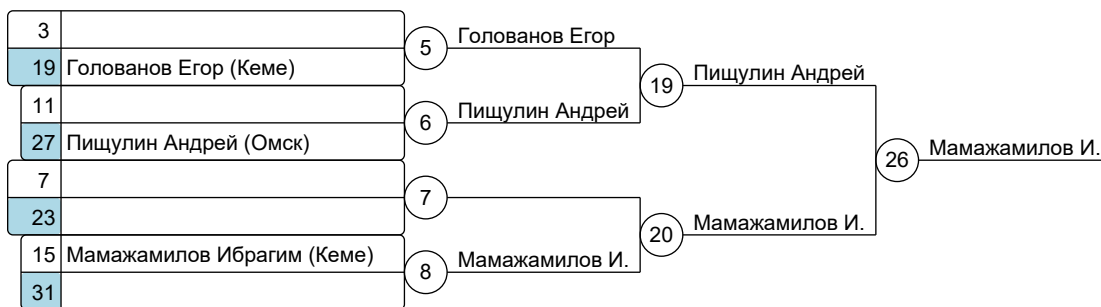 3
19 Голованов Егор (Кеме)
11
27 Пищулин Андрей (Омск)
7
23
15 Мамажамилов Ибрагим (Кеме)
31
5 Голованов Егор
6 Пищулин Андрей
7
8 Мамажамилов И.
19 Пищулин Андрей
20 Мамажамилов И.
26 Мамажамилов И.